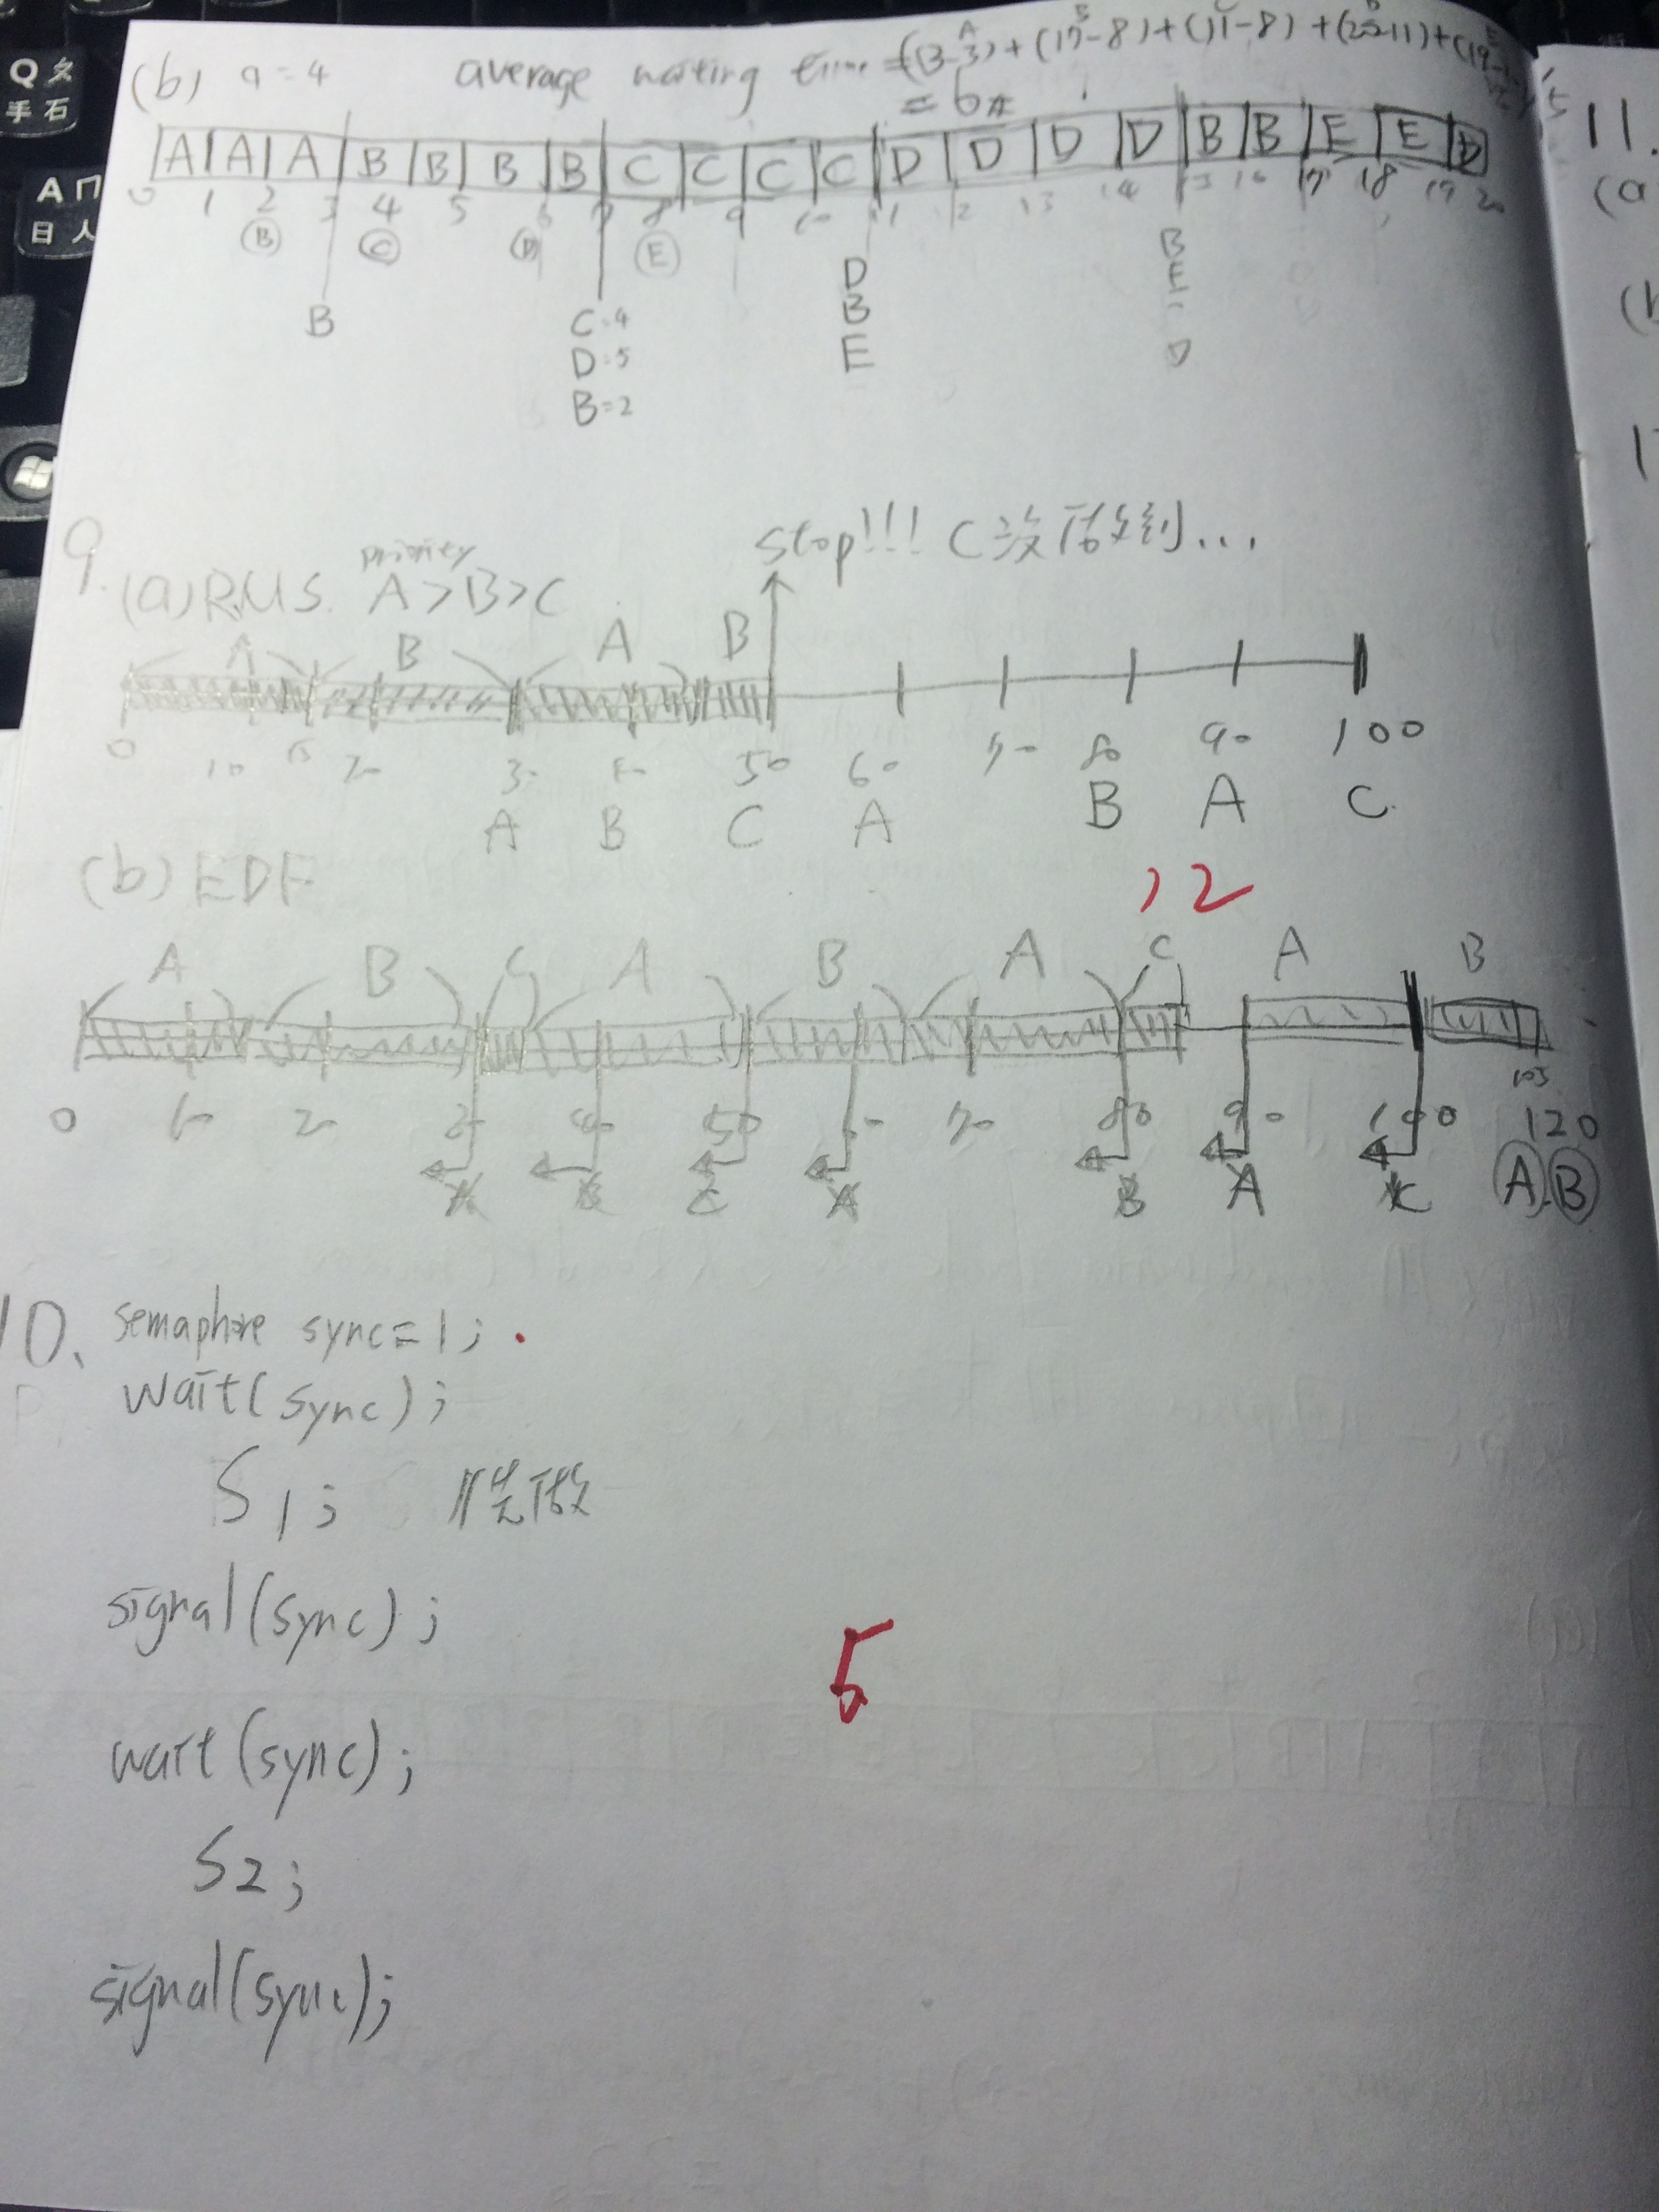 Q ㄆ
手 石
A ㄇ
日 人
(b) q=4 average waiting time = (3-3)+(17-8)+(11-8)+(20-11)+(19-
= 6 #
A A A B B B B C C C C D D D D B B E E D
0 1 2 3 4 5 6 7 8 9 10 11 12 13 14 15 16 17 18 19 20
B C D E
B
C=4
D=5
B=2
D
B
E
B
E
D
11.
(a
(b
9.
(a) RMS. priority A>B>C
stop!!! C沒做到...
A B A B
0 10 15 20 30 40 50 60 70 80 90 100
A B C A B A C
(b) EDF
12
A B C A B A C A B
0 10 20 30 40 50 60 70 80 90 100 105 120
A B C A B A C A B
10. semaphore sync=1;
wait(sync);
S1; //先做
signal(sync);
5
wait(sync);
S2;
signal(sync);